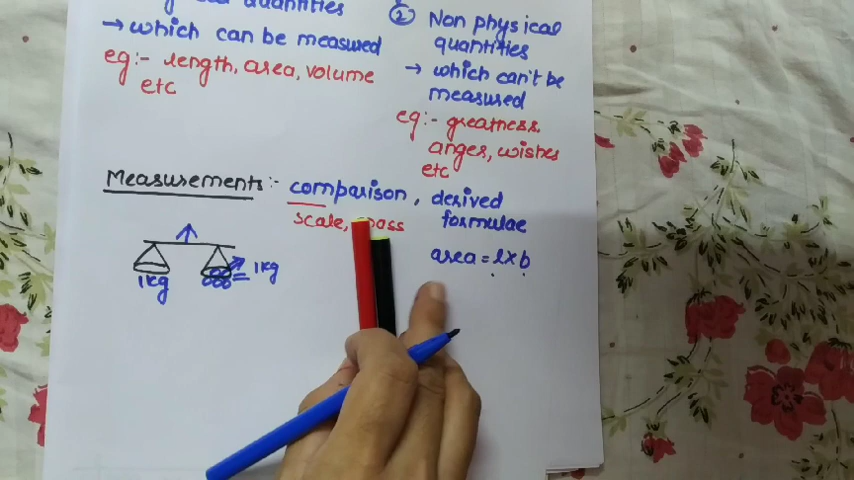 quantities
→ which can be measured
eg:- length, area, volume
etc
② Non physical
quantities
→ which can't be
measured
eg:- greatness,
anger, wishes
etc
Measurements:- comparison, derived
formulae
scale,
area = l×b
1kg
= 1kg